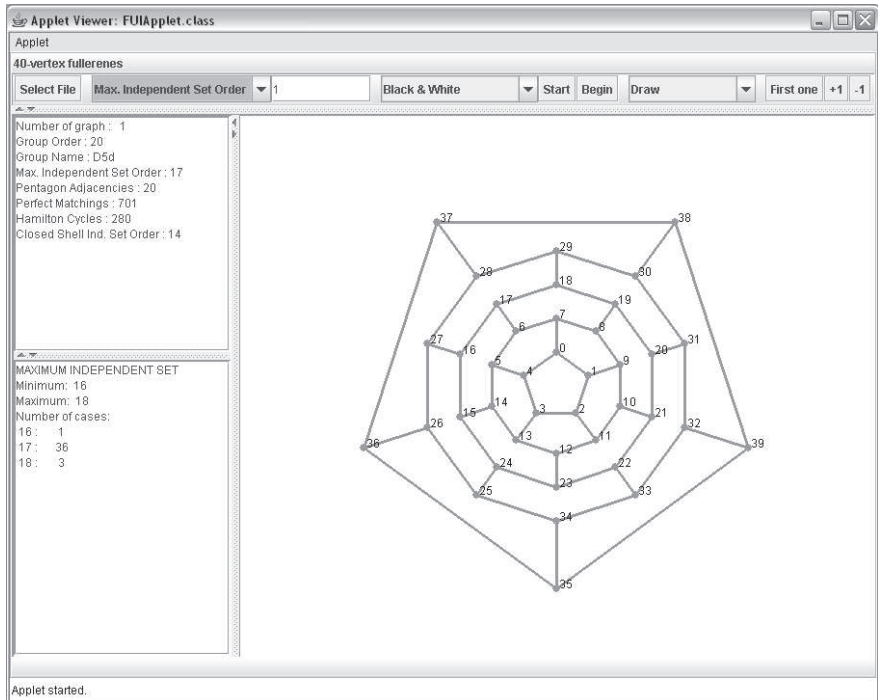 Applet Viewer: FUIApplet.class
Applet
40-vertex fullerenes
Select File Max. Independent Set Order 1 Black & White Start Begin Draw First one +1 -1
Number of graph : 1
Group Order : 20
Group Name : D5d
Max. Independent Set Order : 17
Pentagon Adjacencies : 20
Perfect Matchings : 701
Hamilton Cycles : 280
Closed Shell Ind. Set Order : 14
MAXIMUM INDEPENDENT SET
Minimum: 16
Maximum: 18
Number of cases:
16 : 1
17 : 36
18 : 3
37 38
29
28 30
18
17 19
7
6 8
27 31
0
16 20
5 9
4 1
14 10
3 2
15 21
26 32
13 11
36 12 39
24 22
23
25 33
34
35
Applet started.